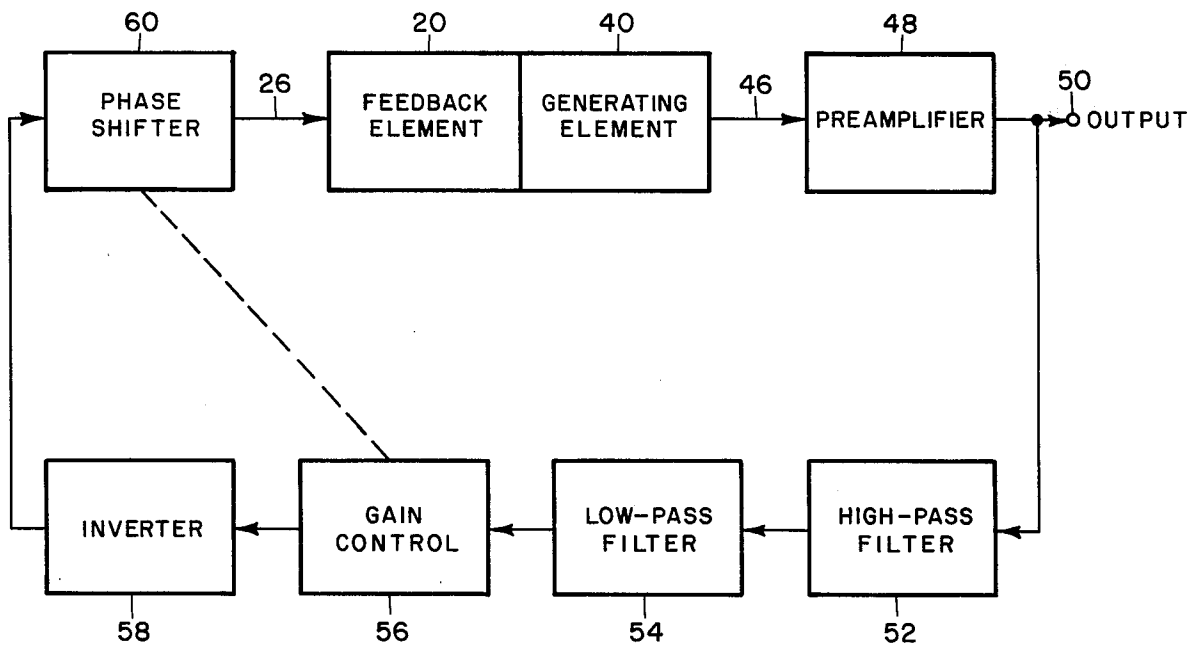 60
20
40
48
50
26
46
PHASE
SHIFTER
FEEDBACK
ELEMENT
GENERATING
ELEMENT
PREAMPLIFIER
OUTPUT
INVERTER
GAIN
CONTROL
LOW-PASS
FILTER
HIGH-PASS
FILTER
58
56
54
52